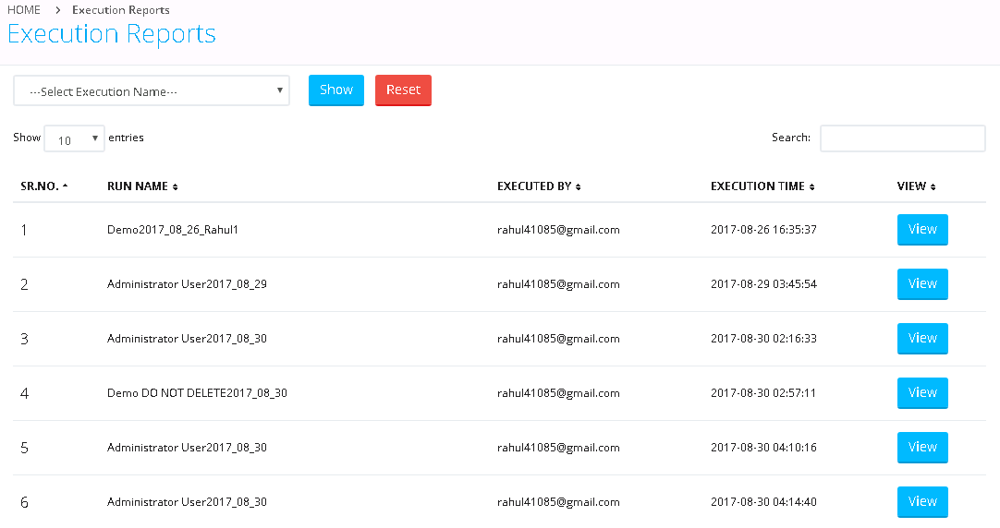 HOME > Execution Reports
Execution Reports
---Select Execution Name--- Show Reset
Show 10 entries Search:
SR.NO. RUN NAME EXECUTED BY EXECUTION TIME VIEW
1 Demo2017_08_26_Rahul1 rahul41085@gmail.com 2017-08-26 16:35:37 View
2 Administrator User2017_08_29 rahul41085@gmail.com 2017-08-29 03:45:54 View
3 Administrator User2017_08_30 rahul41085@gmail.com 2017-08-30 02:16:33 View
4 Demo DO NOT DELETE2017_08_30 rahul41085@gmail.com 2017-08-30 02:57:11 View
5 Administrator User2017_08_30 rahul41085@gmail.com 2017-08-30 04:10:16 View
6 Administrator User2017_08_30 rahul41085@gmail.com 2017-08-30 04:14:40 View